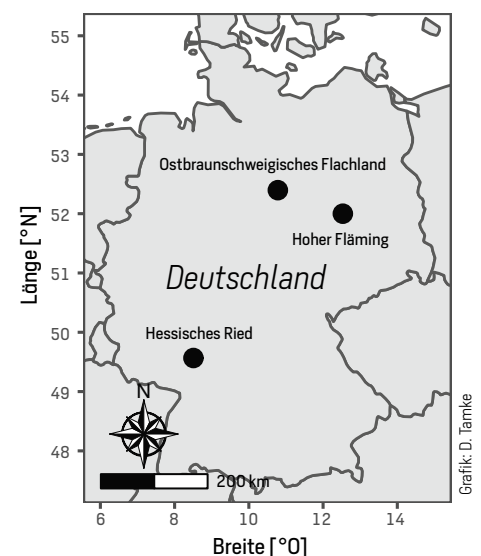 55
54
53
52
51
50
49
48
Länge [°N]
Ostbraunschweigisches Flachland
Hoher Fläming
Deutschland
Hessisches Ried
N
200 km
6 8 10 12 14
Breite [°O]
Grafik: D. Tamke